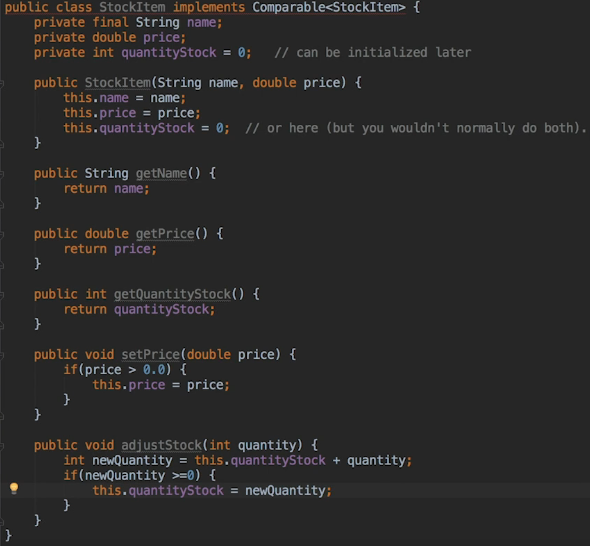 public class StockItem implements Comparable<StockItem> {
    private final String name;
    private double price;
    private int quantityStock = 0;   // can be initialized later

    public StockItem(String name, double price) {
        this.name = name;
        this.price = price;
        this.quantityStock = 0;  // or here (but you wouldn't normally do both).
    }

    public String getName() {
        return name;
    }

    public double getPrice() {
        return price;
    }

    public int getQuantityStock() {
        return quantityStock;
    }

    public void setPrice(double price) {
        if(price > 0.0) {
            this.price = price;
        }
    }

    public void adjustStock(int quantity) {
        int newQuantity = this.quantityStock + quantity;
        if(newQuantity >=0) {
            this.quantityStock = newQuantity;
        }
    }
}